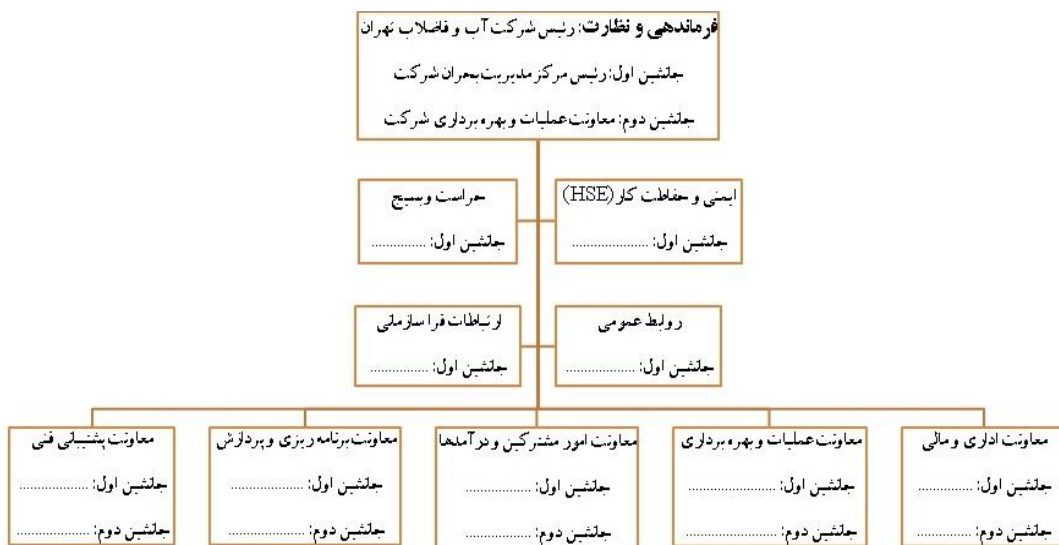 فرماندهی و نظارت: رئیس شرکت آب و فاضلاب تهران
جانشین اول: رئیس مرکز مدیریت بحران شرکت
جانشین دوم: معاونت عملیات و بهره برداری شرکت
ایمنی و حفاظت کار (HSE)
جانشین اول: ......................
حراست و بسیج
جانشین اول: ................
روابط عمومی
جانشین اول: ....................
ارتباطات فرا سازمانی
جانشین اول: ................
معاونت اداری و مالی
جانشین اول: .......................
جانشین دوم: .......................
معاونت عملیات و بهره برداری
جانشین اول: ...........................
جانشین دوم: ...........................
معاونت امور مشترکین و درآمدها
جانشین اول: ...........................
جانشین دوم: ...........................
معاونت برنامه ریزی و پردازش
جانشین اول: ...........................
جانشین دوم: ...........................
معاونت پشتیبانی فنی
جانشین اول: .....................
جانشین دوم: .....................